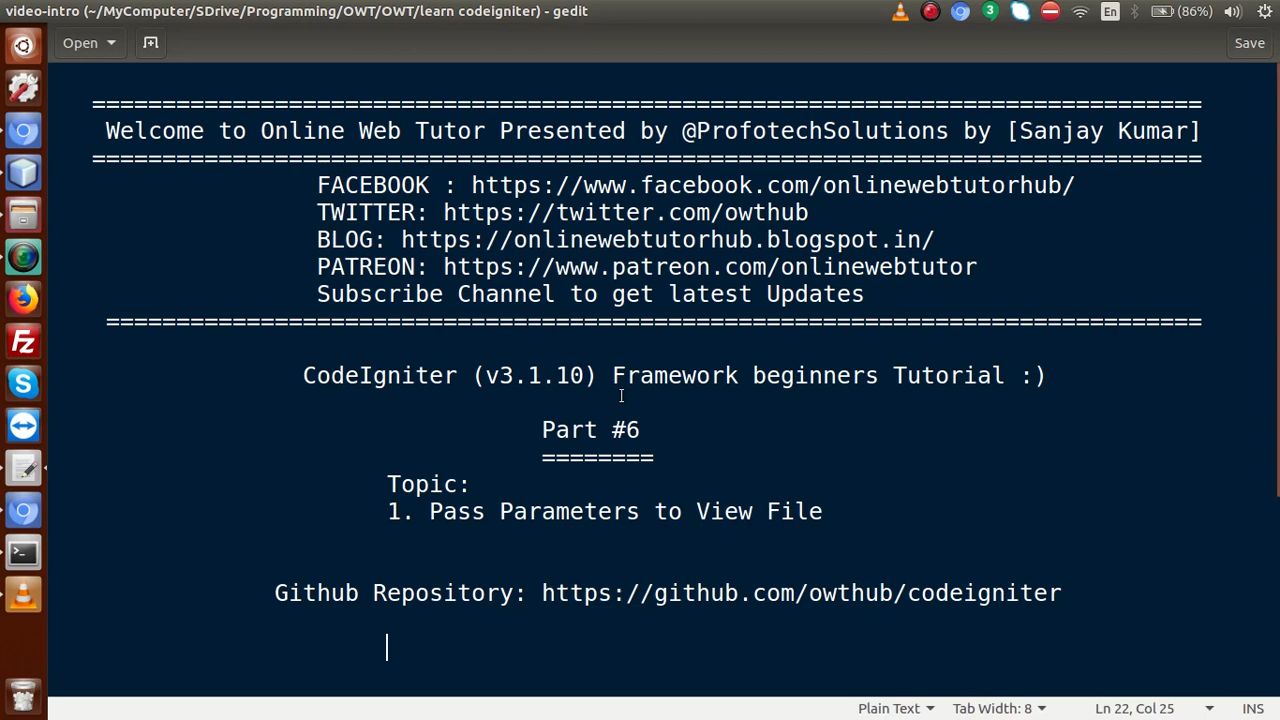 video-intro (~/MyComputer/SDrive/Programming/OWT/OWT/learn codeigniter) - gedit
3
En
(86%)
Open
Save
===============================================================================
Welcome to Online Web Tutor Presented by @ProfotechSolutions by [Sanjay Kumar]
===============================================================================
FACEBOOK : https://www.facebook.com/onlinewebtutorhub/
TWITTER: https://twitter.com/owthub
BLOG: https://onlinewebtutorhub.blogspot.in/
PATREON: https://www.patreon.com/onlinewebtutor
Subscribe Channel to get latest Updates
==============================================================================
CodeIgniter (v3.1.10) Framework beginners Tutorial :)
Part #6
========
Topic:
1. Pass Parameters to View File
Github Repository: https://github.com/owthub/codeigniter
Plain Text
Tab Width: 8
Ln 22, Col 25
INS